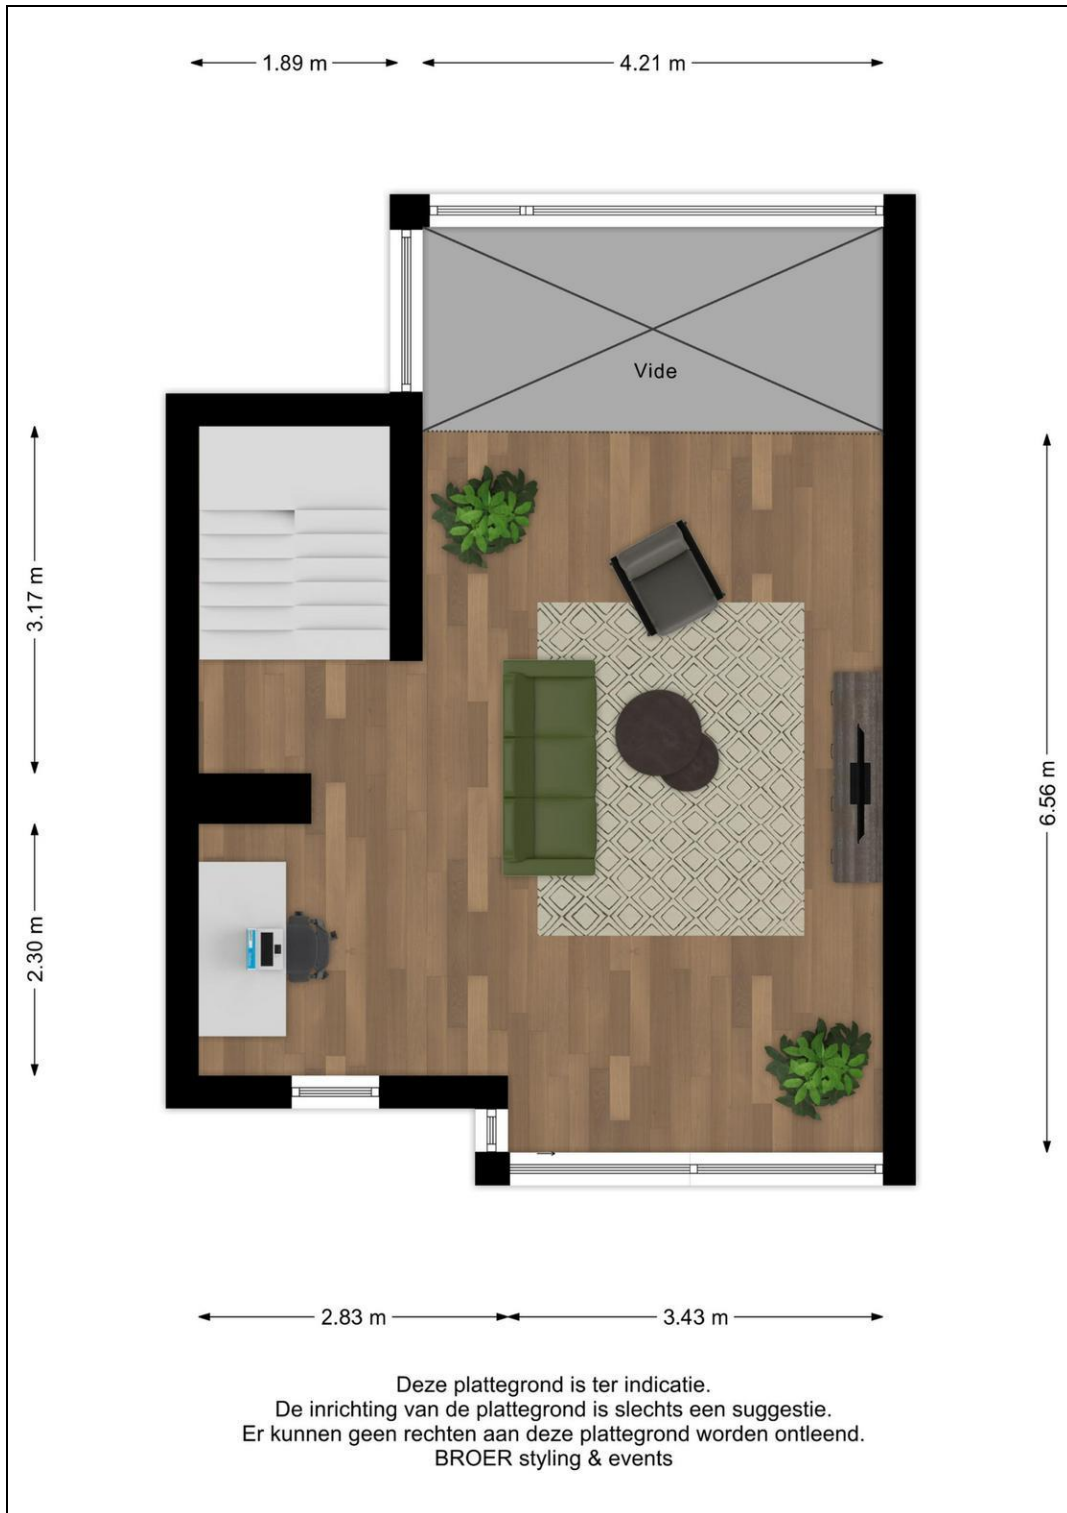 1.89 m
4.21 m
Vide
3.17 m
6.56 m
2.30 m
2.83 m
3.43 m
Deze plattegrond is ter indicatie.
De inrichting van de plattegrond is slechts een suggestie.
Er kunnen geen rechten aan deze plattegrond worden ontleend.
BROER styling & events